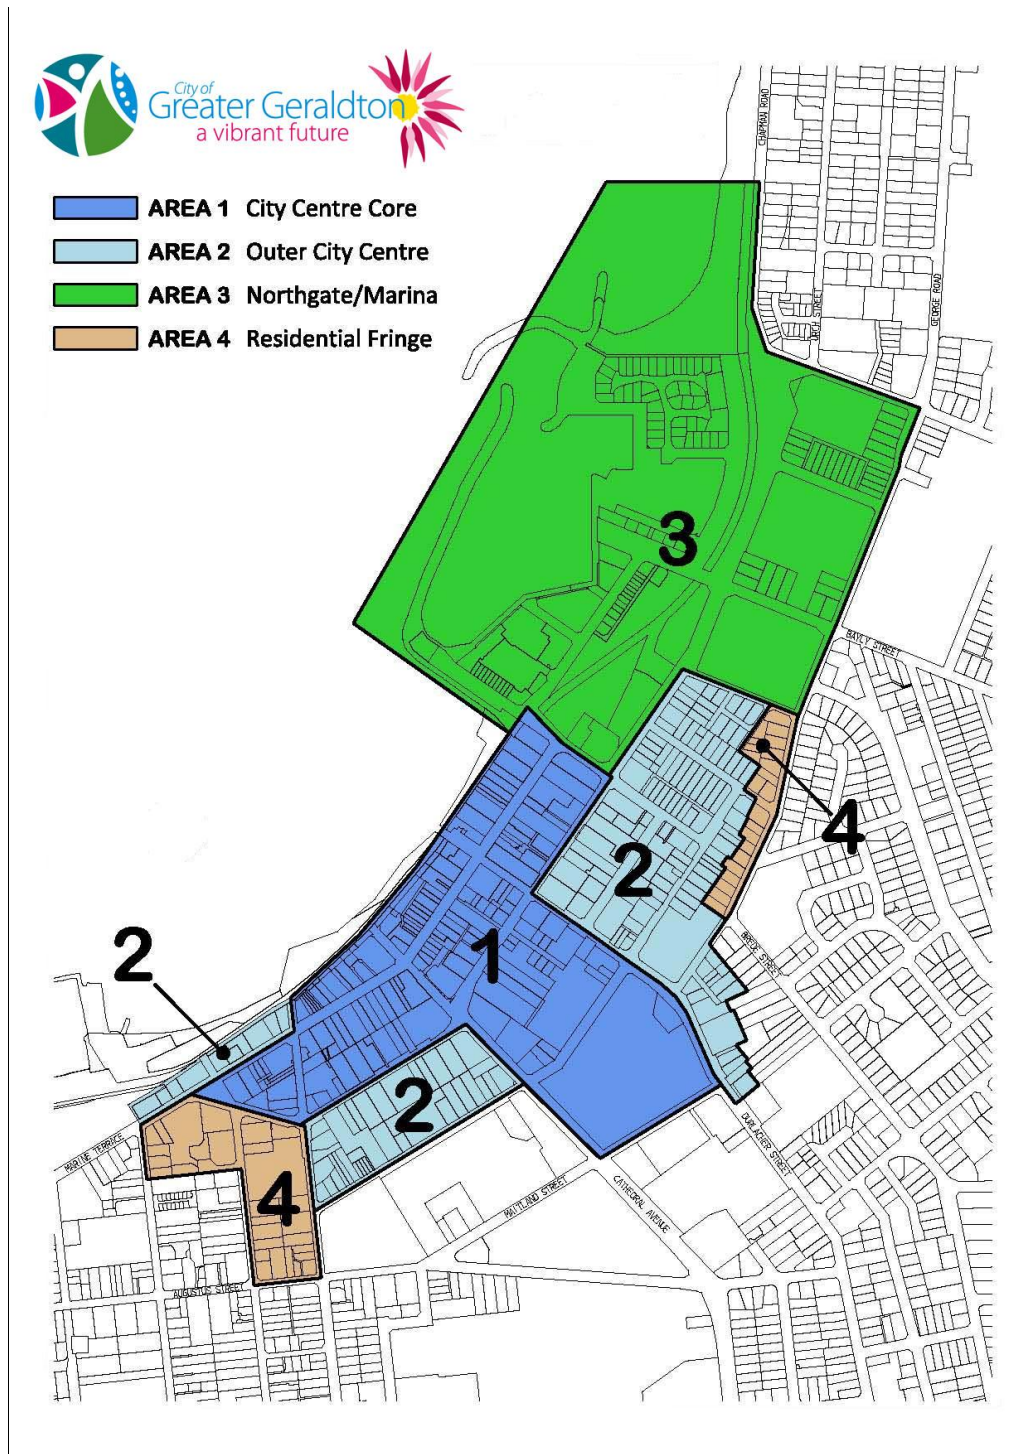 City of
Greater Geraldton
a vibrant future
AREA 1 City Centre Core
AREA 2 Outer City Centre
AREA 3 Northgate/Marina
AREA 4 Residential Fringe
CHAPMAN ROAD
GEORGE ROAD
3
BAYLY STREET
4
2
2
1
2
4
MARINE TERRACE
DURLACHER STREET
MAITLAND STREET
CATHEDRAL AVENUE
AUGUSTUS STREET